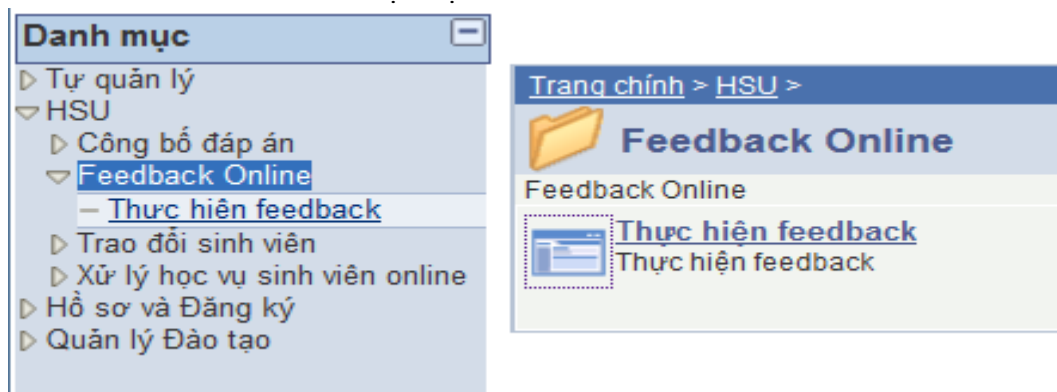 Danh mục
Tự quản lý
HSU
Công bố đáp án
Feedback Online
Thực hiện feedback
Trao đổi sinh viên
Xử lý học vụ sinh viên online
Hồ sơ và Đăng ký
Quản lý Đào tạo
Trang chính > HSU >
Feedback Online
Feedback Online
Thực hiện feedback
Thực hiện feedback